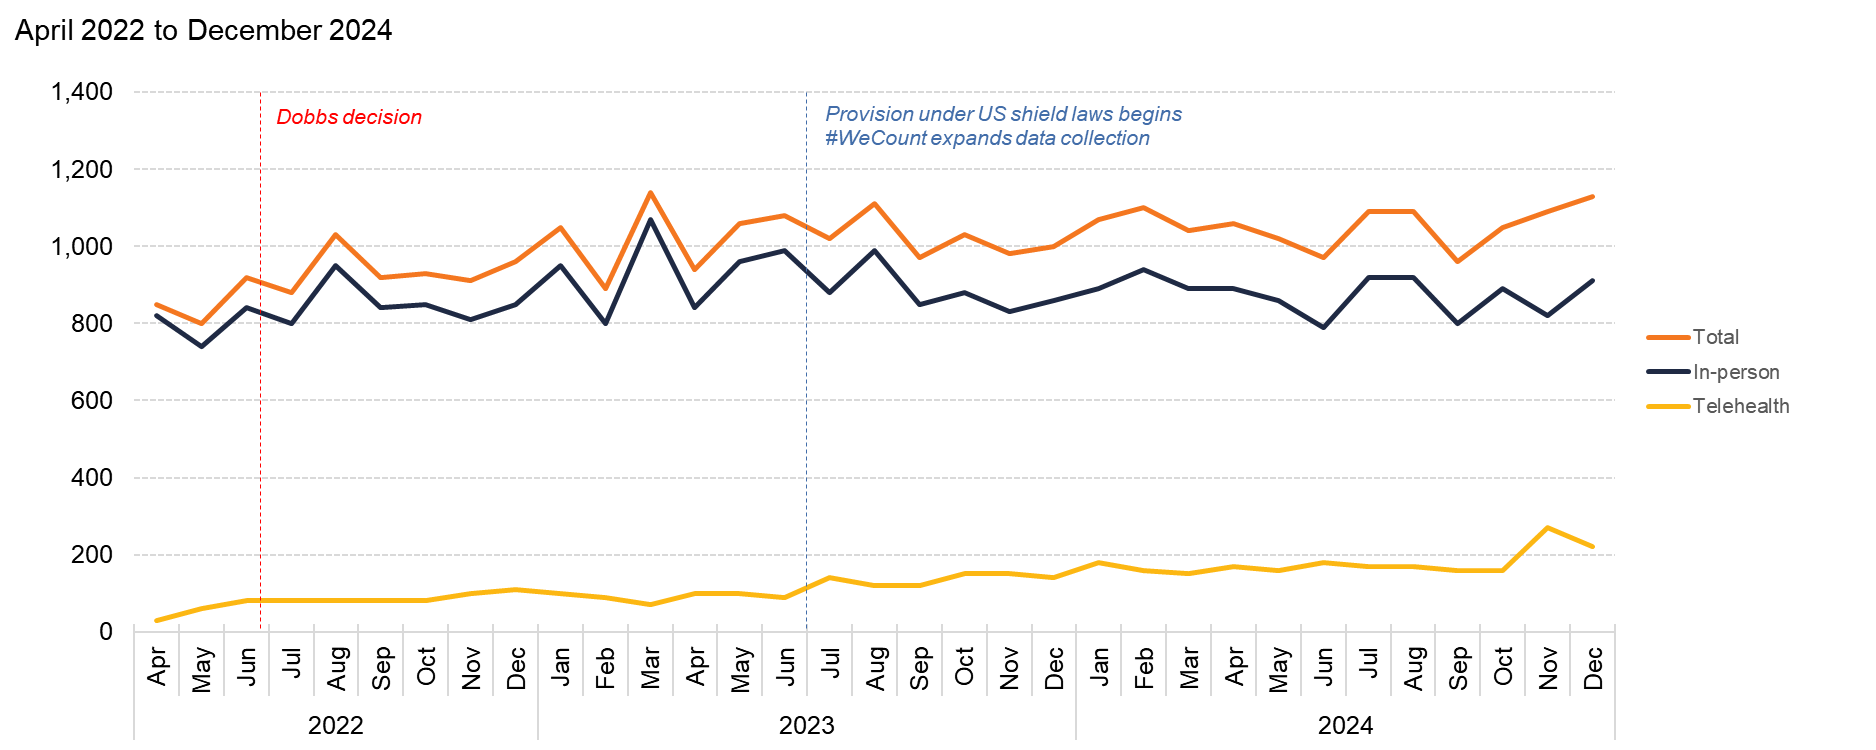 April 2022 to December 2024
1,400
1,200
1,000
800
600
400
200
0
Dobbs decision
Provision under US shield laws begins
#WeCount expands data collection
Total
In-person
Telehealth
Apr May Jun Jul Aug Sep Oct Nov Dec Jan Feb Mar Apr May Jun Jul Aug Sep Oct Nov Dec Jan Feb Mar Apr May Jun Jul Aug Sep Oct Nov Dec
2022 2023 2024